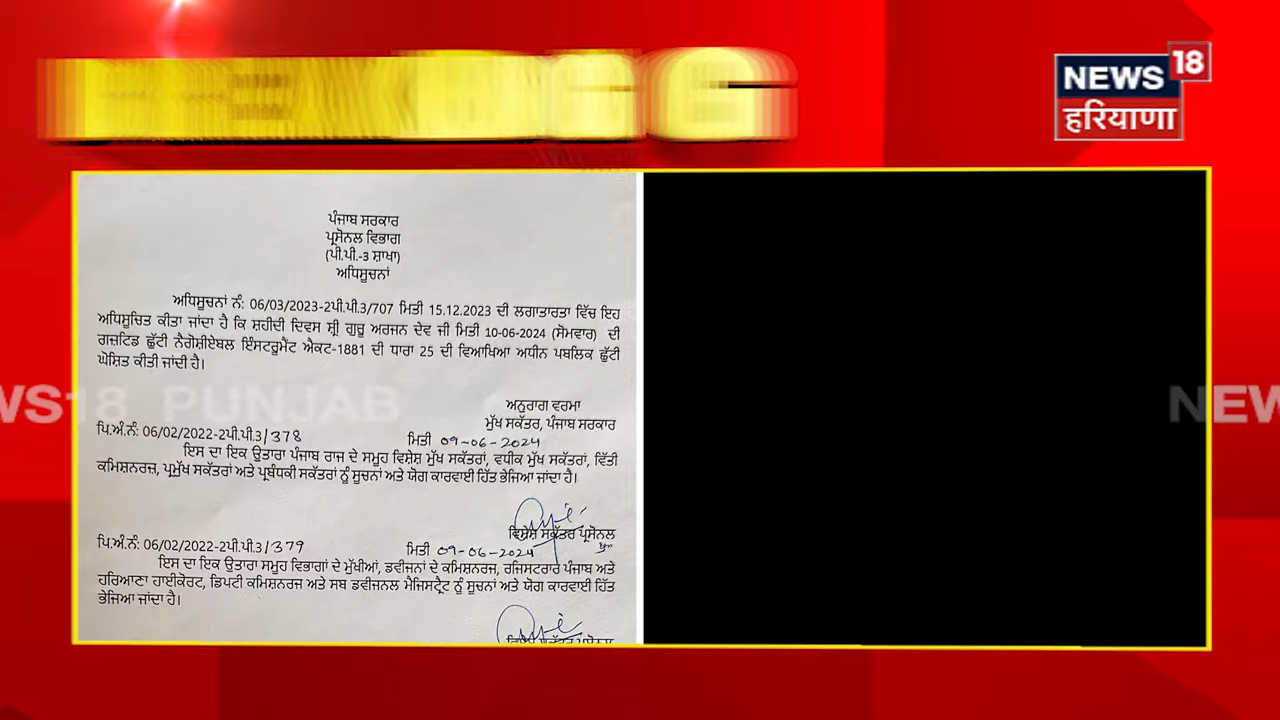 NEWS 18
हरियाणा
ਪੰਜਾਬ ਸਰਕਾਰ
ਪ੍ਰਸੋਨਲ ਵਿਭਾਗ
(ਪੀ.ਪੀ.-3 ਸ਼ਾਖਾ)
ਅਧਿਸੂਚਨਾਂ
ਅਧਿਸੂਚਨਾਂ ਨੰ: 06/03/2023-2ਪੀ.ਪੀ.3/707 ਮਿਤੀ 15.12.2023 ਦੀ ਲਗਾਤਾਰਤਾ ਵਿੱਚ ਇਹ
ਅਧਿਸੂਚਿਤ ਕੀਤਾ ਜਾਂਦਾ ਹੈ ਕਿ ਸ਼ਹੀਦੀ ਦਿਵਸ ਸ਼੍ਰੀ ਗੁਰੂ ਅਰਜਨ ਦੇਵ ਜੀ ਮਿਤੀ 10-06-2024 (ਸੋਮਵਾਰ) ਦੀ
ਗਜ਼ਟਿਡ ਛੁੱਟੀ ਨੈਗੋਸ਼ੀਏਬਲ ਇੰਸਟਰੂਮੈਂਟ ਐਕਟ-1881 ਦੀ ਧਾਰਾ 25 ਦੀ ਵਿਆਖਿਆ ਅਧੀਨ ਪਬਲਿਕ ਛੁੱਟੀ
ਘੋਸ਼ਿਤ ਕੀਤੀ ਜਾਂਦੀ ਹੈ।
ਅਨੁਰਾਗ ਵਰਮਾ
ਮੁੱਖ ਸਕੱਤਰ, ਪੰਜਾਬ ਸਰਕਾਰ
ਪਿ.ਅੰ.ਨੰ: 06/02/2022-2ਪੀ.ਪੀ.3/378 ਮਿਤੀ 09-06-2024
ਇਸ ਦਾ ਇਕ ਉਤਾਰਾ ਪੰਜਾਬ ਰਾਜ ਦੇ ਸਮੂਹ ਵਿਸ਼ੇਸ਼ ਮੁੱਖ ਸਕੱਤਰਾਂ, ਵਧੀਕ ਮੁੱਖ ਸਕੱਤਰਾਂ, ਵਿੱਤੀ
ਕਮਿਸ਼ਨਰਜ਼, ਪ੍ਰਮੁੱਖ ਸਕੱਤਰਾਂ ਅਤੇ ਪ੍ਰਬੰਧਕੀ ਸਕੱਤਰਾਂ ਨੂੰ ਸੂਚਨਾਂ ਅਤੇ ਯੋਗ ਕਾਰਵਾਈ ਹਿੱਤ ਭੇਜਿਆ ਜਾਂਦਾ ਹੈ।
ਵਿਸ਼ੇਸ਼ ਸਕੱਤਰ ਪ੍ਰਸੋਨਲ
ਪਿ.ਅੰ.ਨੰ: 06/02/2022-2ਪੀ.ਪੀ.3/379 ਮਿਤੀ 09-06-2024
ਇਸ ਦਾ ਇਕ ਉਤਾਰਾ ਸਮੂਹ ਵਿਭਾਗਾਂ ਦੇ ਮੁੱਖੀਆਂ, ਡਵੀਜਨਾਂ ਦੇ ਕਮਿਸ਼ਨਰਜ, ਰਜਿਸਟਰਾਰ ਪੰਜਾਬ ਅਤੇ
ਹਰਿਆਣਾ ਹਾਈਕੋਰਟ, ਡਿਪਟੀ ਕਮਿਸ਼ਨਰਜ ਅਤੇ ਸਬ ਡਵੀਜਨਲ ਮੈਜਿਸਟ੍ਰੈਟ ਨੂੰ ਸੂਚਨਾਂ ਅਤੇ ਯੋਗ ਕਾਰਵਾਈ ਹਿੱਤ
ਭੇਜਿਆ ਜਾਂਦਾ ਹੈ।
WS18 PUNJAB
NEW